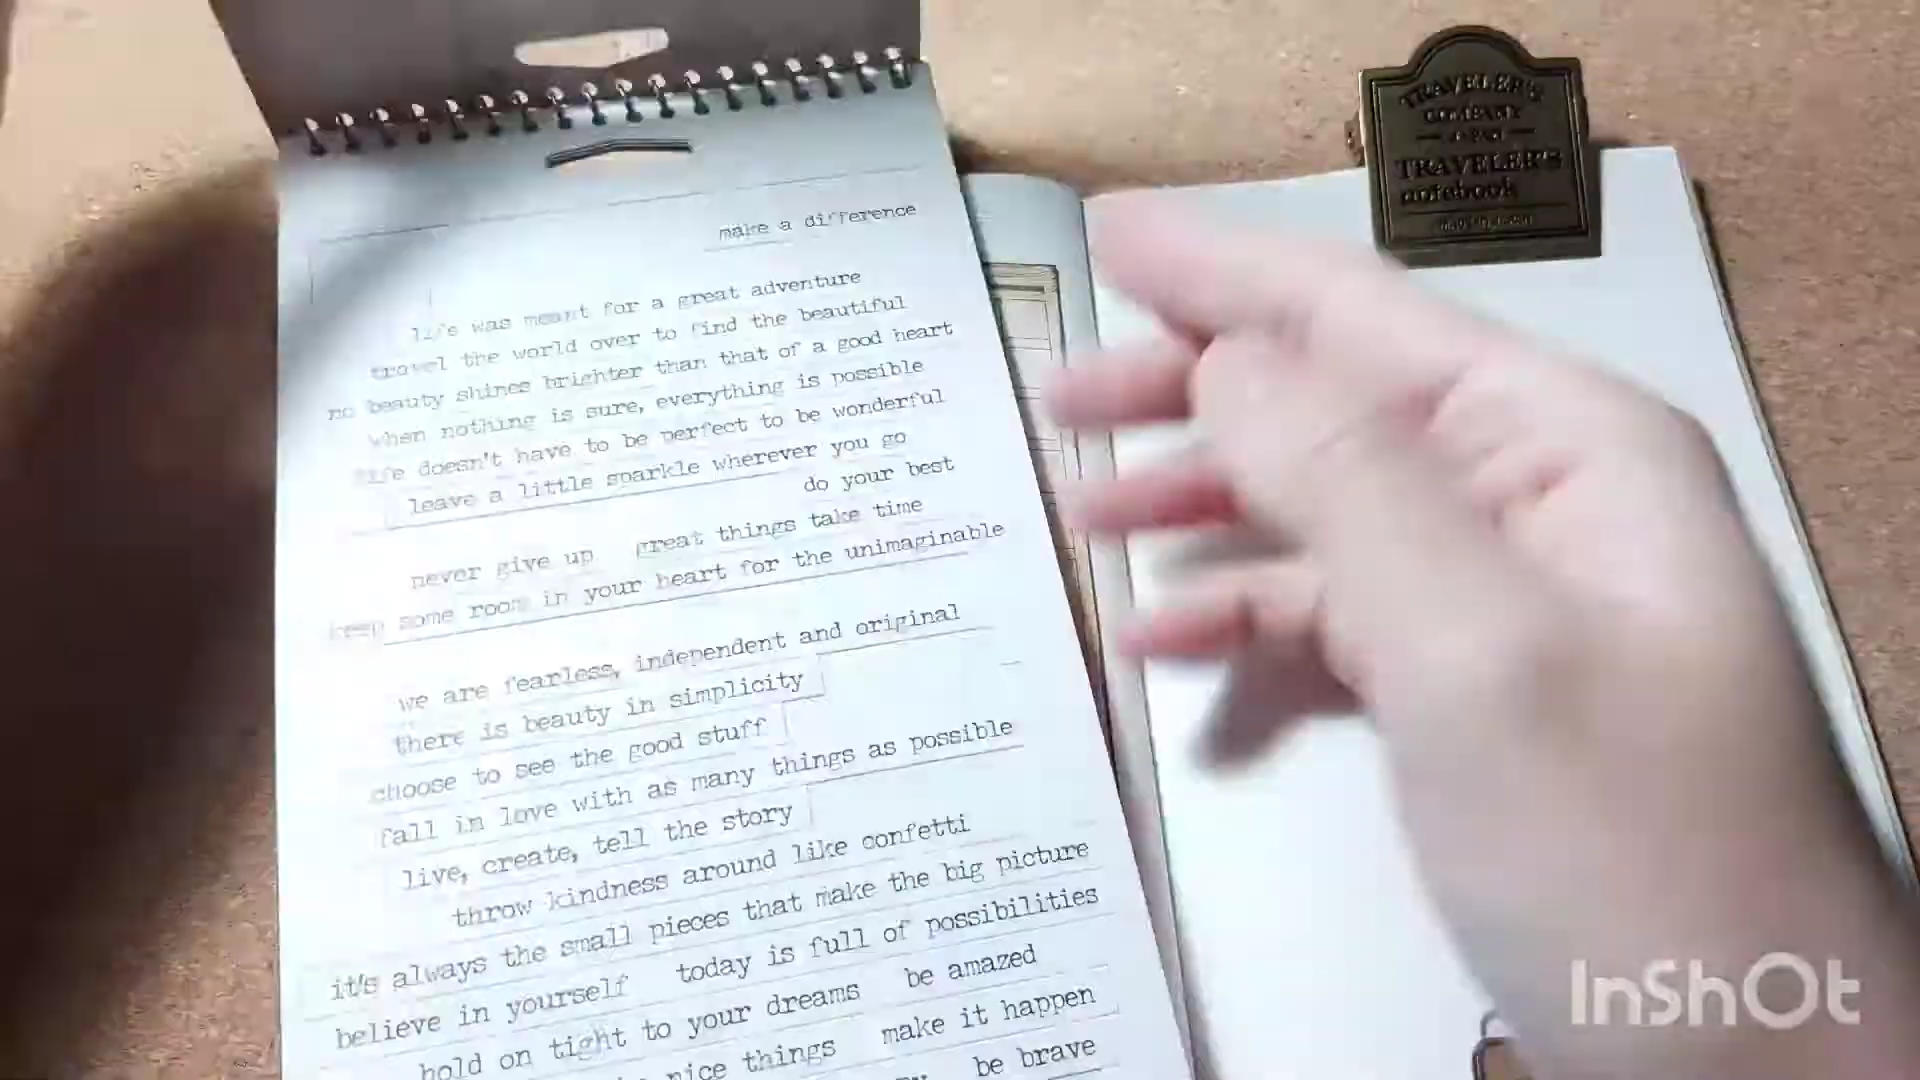 make a difference
life was meant for a great adventure
travel the world over to find the beautiful
no beauty shines brighter than that of a good heart
when nothing is sure, everything is possible
life doesn't have to be perfect to be wonderful
leave a little sparkle wherever you go
do your best
never give up great things take time
keep some room in your heart for the unimaginable
we are fearless, independent and original
there is beauty in simplicity
choose to see the good stuff
fall in love with as many things as possible
live, create, tell the story
throw kindness around like confetti
it's always the small pieces that make the big picture
believe in yourself today is full of possibilities
hold on tight to your dreams be amazed
nice things make it happen
be brave
TRAVELER'S
COMPANY
JAPAN
TRAVELER'S
notebook
InShOt